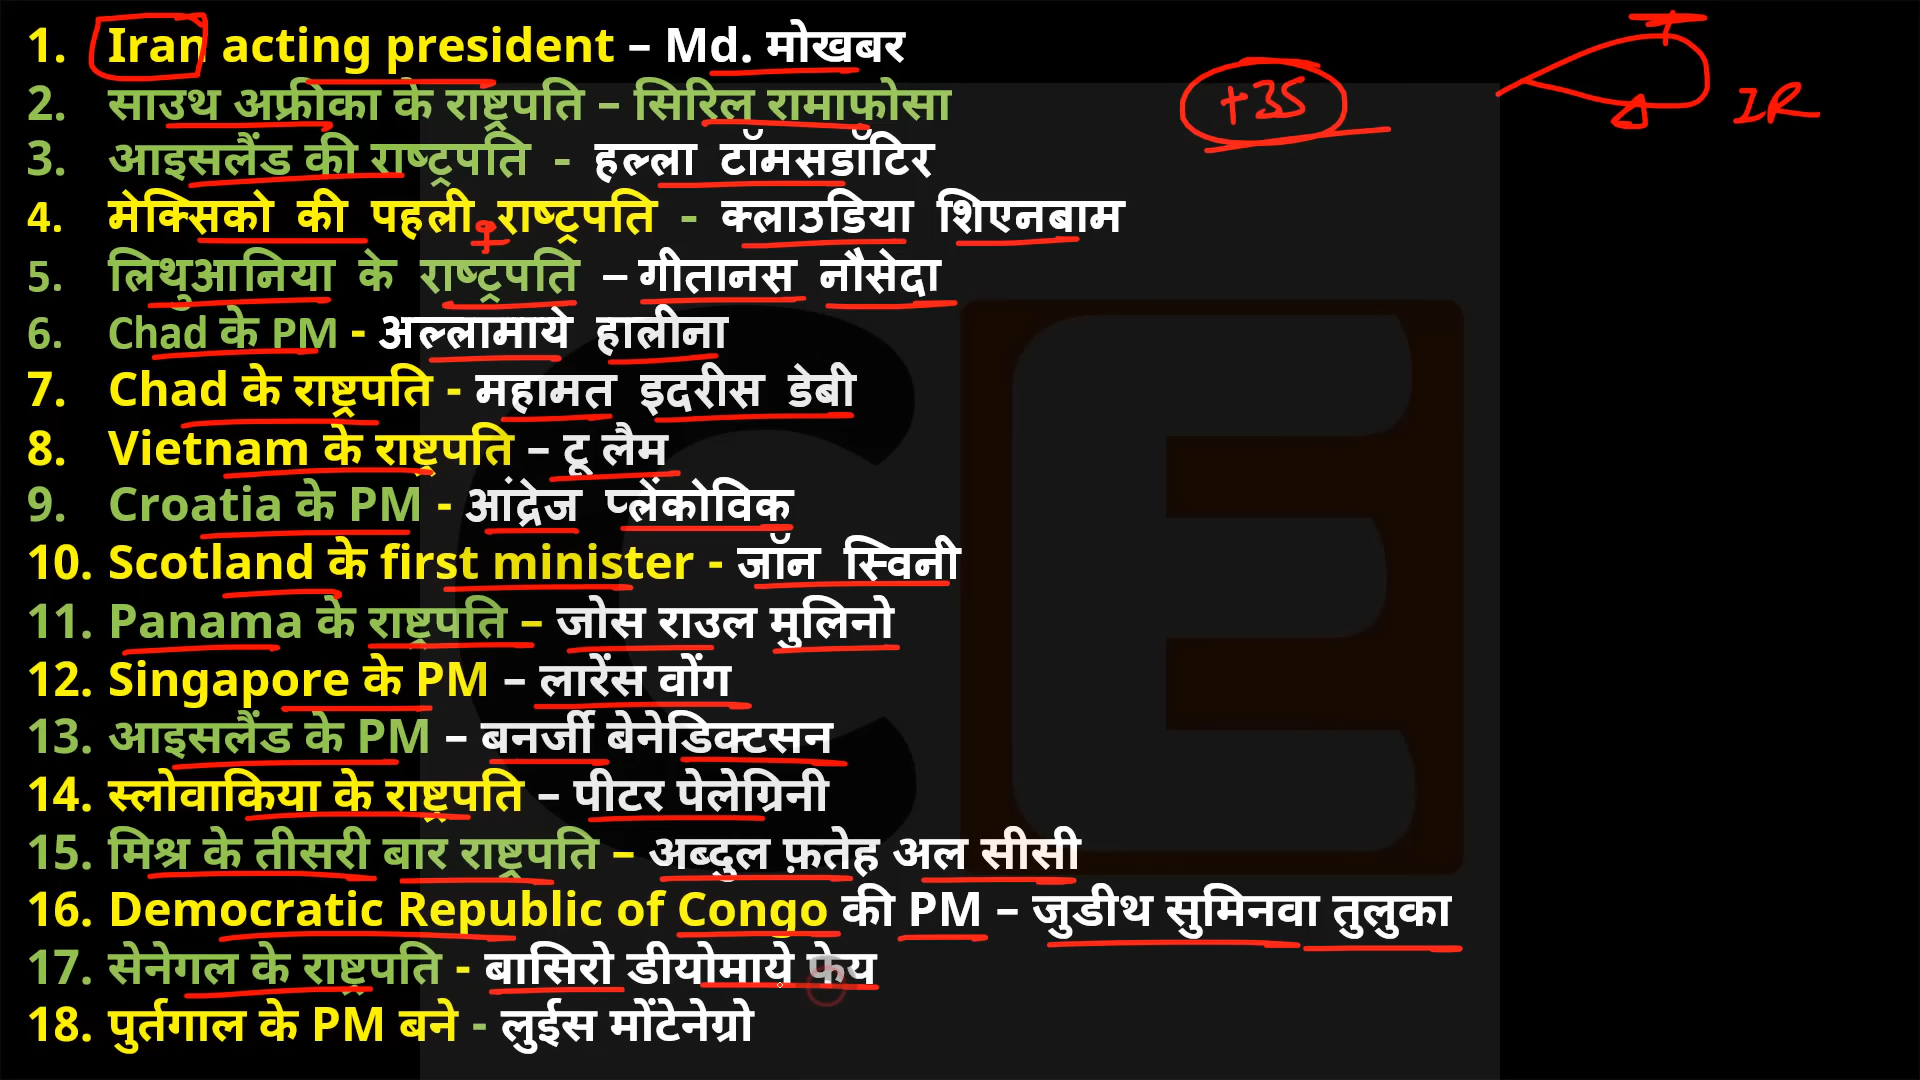 1. Iran acting president – Md. मोखबर
2. साउथ अफ्रीका के राष्ट्रपति – सिरिल रामाफोसा
3. आइसलैंड की राष्ट्रपति - हल्ला टॉमसडॉटिर
4. मेक्सिको की पहली राष्ट्रपति - क्लाउडिया शिएनबाम
5. लिथुआनिया के राष्ट्रपति – गीतानस नौसेदा
6. Chad के PM - अल्लामाये हालीना
7. Chad के राष्ट्रपति - महामत इदरीस डेबी
8. Vietnam के राष्ट्रपति – टू लैम
9. Croatia के PM - आंद्रेज प्लेंकोविक
10. Scotland के first minister - जॉन स्विनी
11. Panama के राष्ट्रपति – जोस राउल मुलिनो
12. Singapore के PM – लारेंस वोंग
13. आइसलैंड के PM – बनर्जी बेनेडिक्टसन
14. स्लोवाकिया के राष्ट्रपति – पीटर पेलेग्रिनी
15. मिश्र के तीसरी बार राष्ट्रपति – अब्दुल फ़तेह अल सीसी
16. Democratic Republic of Congo की PM – जुडीथ सुमिनवा तुलुका
17. सेनेगल के राष्ट्रपति - बासिरो डीयोमाये फेय
18. पुर्तगाल के PM बने - लुईस मोंटेनेग्रो
+35
IR
CE